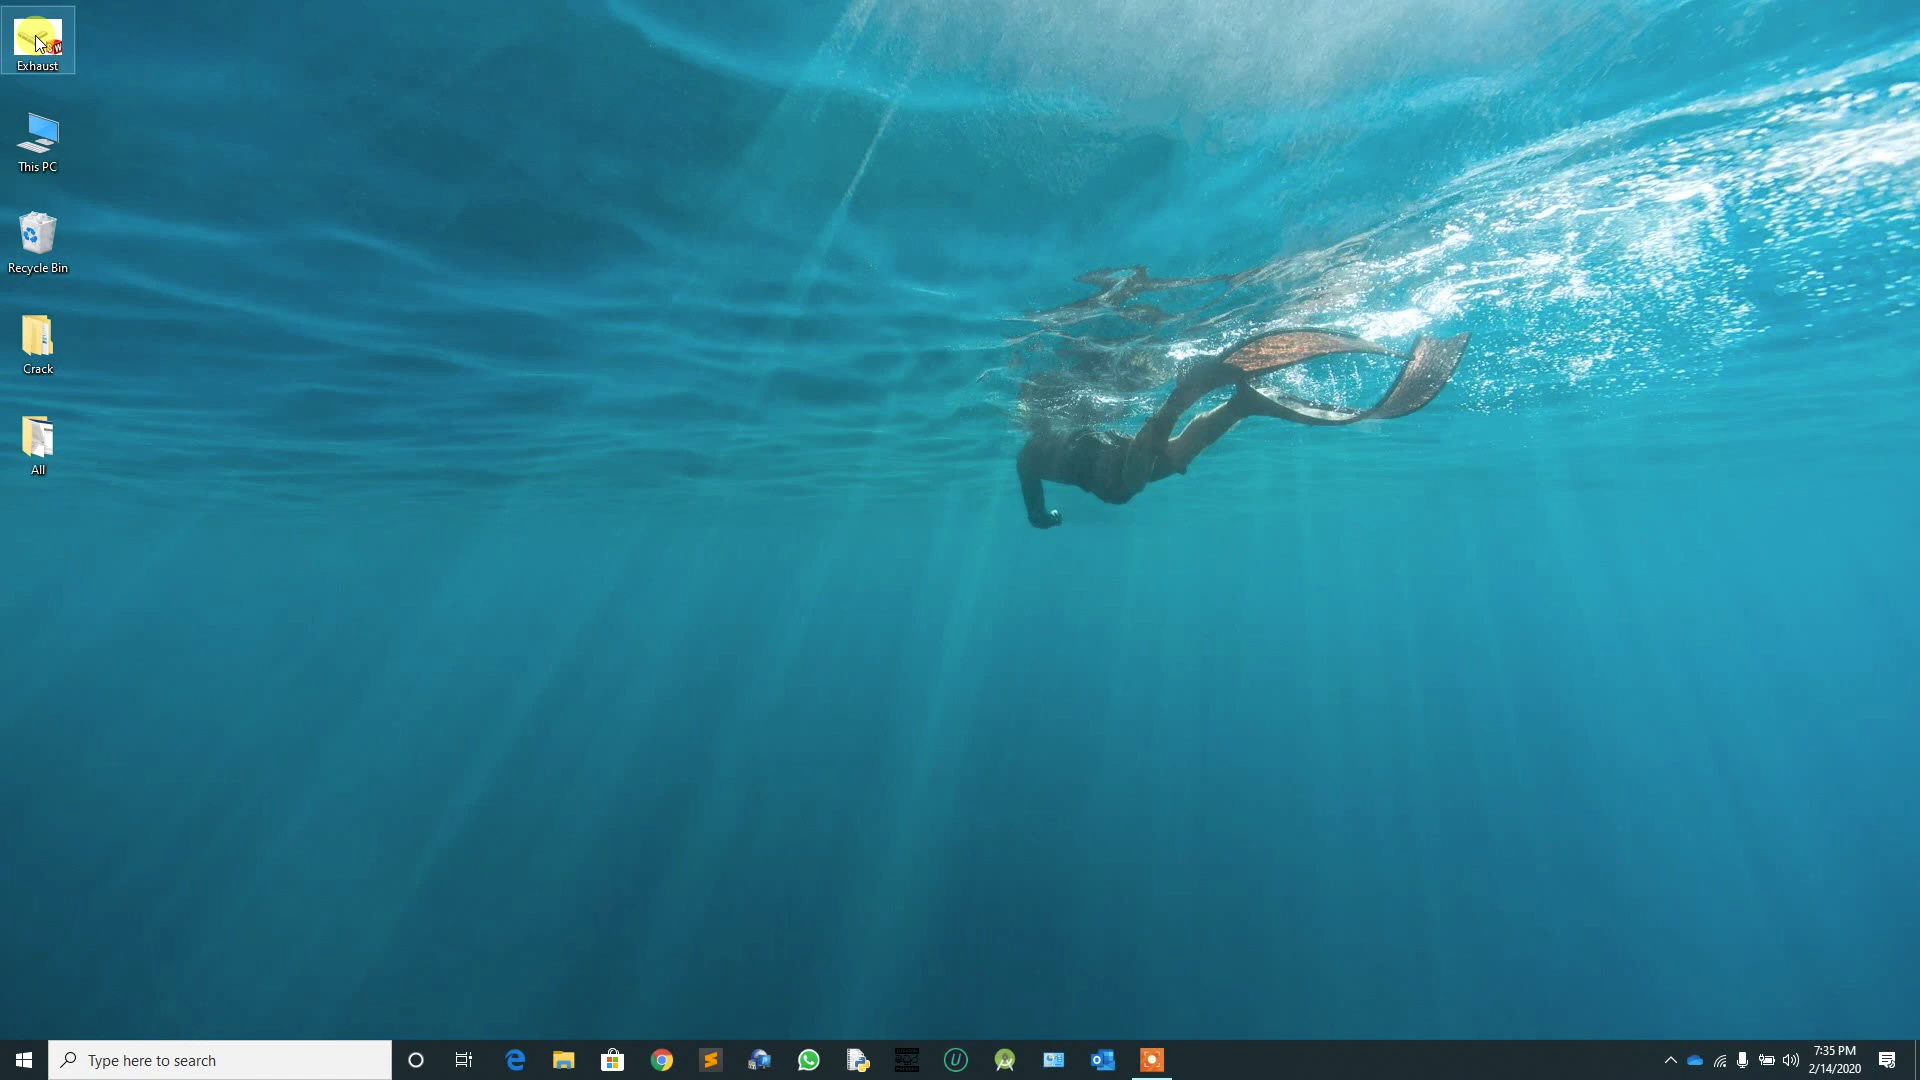 Exhaust
This PC
Recycle Bin
Crack
All
Type here to search
7:35 PM
2/14/2020